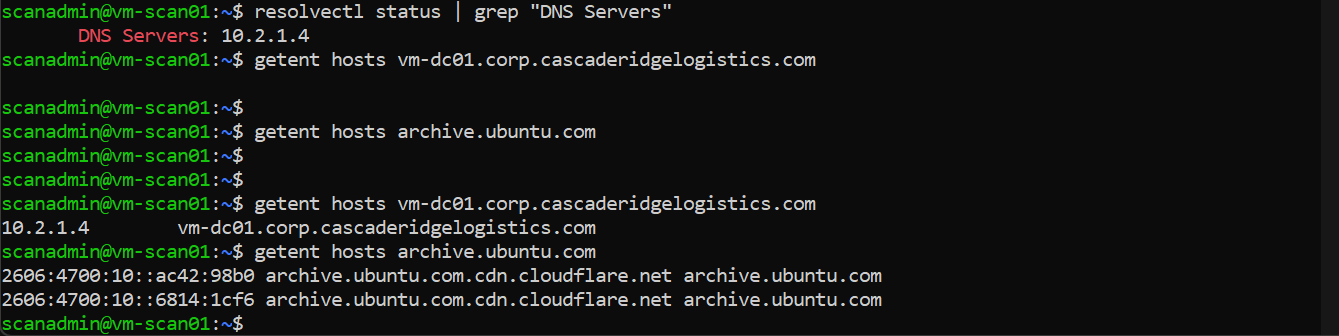 scanadmin@vm-scan01:~$ resolvectl status | grep "DNS Servers"
DNS Servers: 10.2.1.4
scanadmin@vm-scan01:~$ getent hosts vm-dc01.corp.cascaderidgelogistics.com
scanadmin@vm-scan01:~$
scanadmin@vm-scan01:~$ getent hosts archive.ubuntu.com
scanadmin@vm-scan01:~$
scanadmin@vm-scan01:~$
scanadmin@vm-scan01:~$ getent hosts vm-dc01.corp.cascaderidgelogistics.com
10.2.1.4        vm-dc01.corp.cascaderidgelogistics.com
scanadmin@vm-scan01:~$ getent hosts archive.ubuntu.com
2606:4700:10::ac42:98b0 archive.ubuntu.com.cdn.cloudflare.net archive.ubuntu.com
2606:4700:10::6814:1cf6 archive.ubuntu.com.cdn.cloudflare.net archive.ubuntu.com
scanadmin@vm-scan01:~$